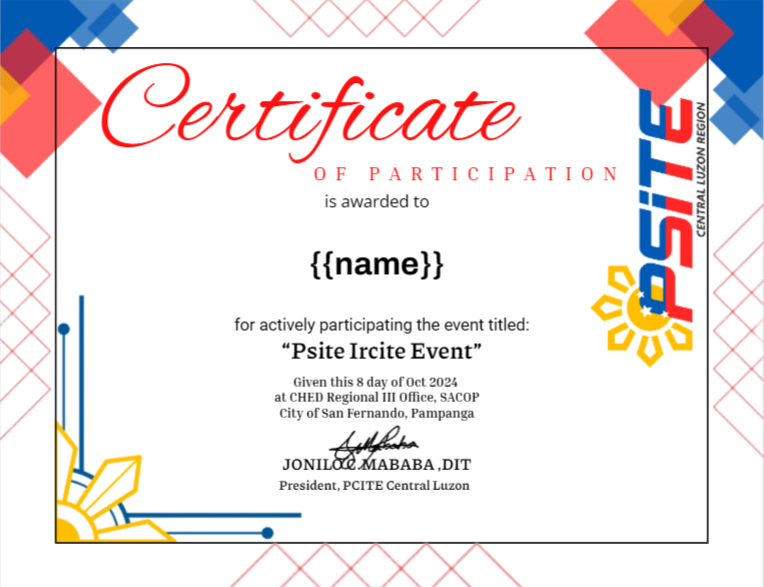 Certificate
OF PARTICIPATION
is awarded to
{{name}}
for actively participating the event titled:
“Psite Ircite Event”
Given this 8 day of Oct 2024
at CHED Regional III Office, SACOP
City of San Fernando, Pampanga
JONILO C. MABABA ,DIT
President, PCITE Central Luzon
PSiTE
CENTRAL LUZON REGION